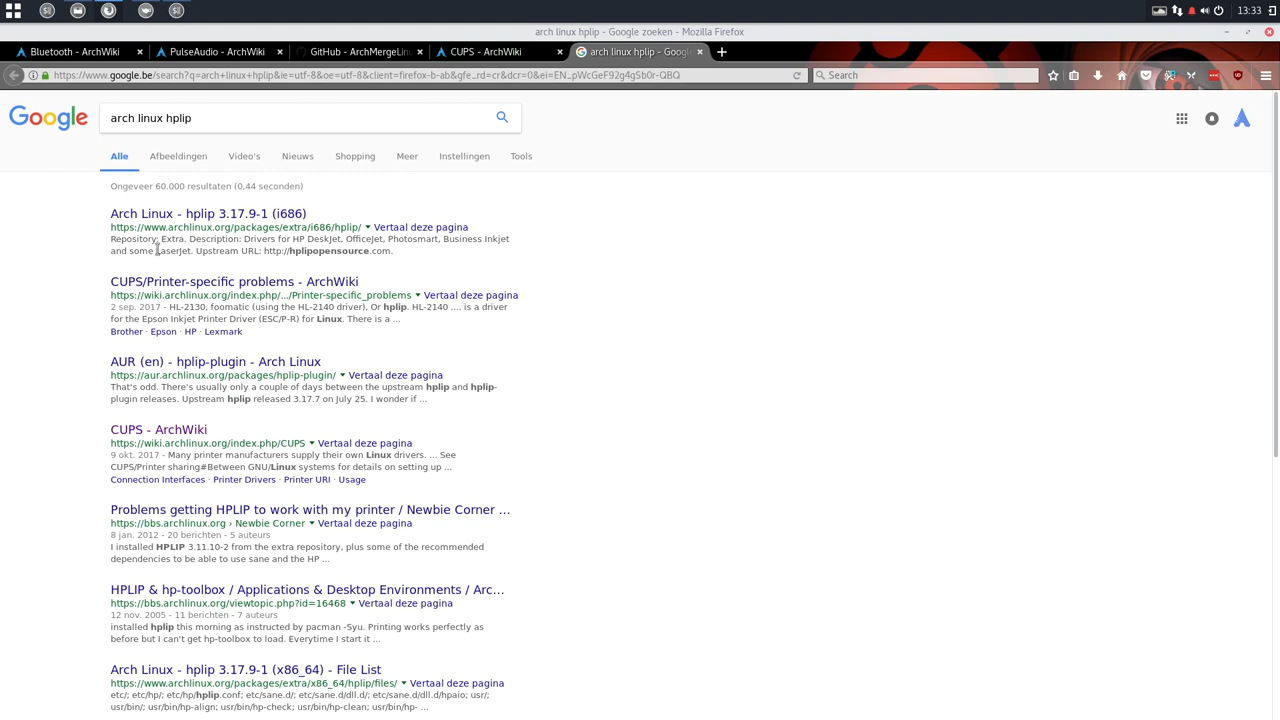 13:33
arch linux hplip - Google zoeken - Mozilla Firefox
Bluetooth - ArchWiki
PulseAudio - ArchWiki
GitHub - ArchMergeLin
CUPS - ArchWiki
arch linux hplip - Google
https://www.google.be/search?q=arch+linux+hplip&ie=utf-8&oe=utf-8&client=firefox-b-ab&gfe_rd=cr&dcr=0&ei=EN_pWcGeF92g4gSb0r-QBQ
Search
Google
arch linux hplip
Alle Afbeeldingen Video's Nieuws Shopping Meer Instellingen Tools
Ongeveer 60.000 resultaten (0,44 seconden)
Arch Linux - hplip 3.17.9-1 (i686)
https://www.archlinux.org/packages/extra/i686/hplip/ ▼ Vertaal deze pagina
Repository: Extra. Description: Drivers for HP DeskJet, OfficeJet, Photosmart, Business Inkjet
and some LaserJet. Upstream URL: http://hplipopensource.com.
CUPS/Printer-specific problems - ArchWiki
https://wiki.archlinux.org/index.php/.../Printer-specific_problems ▼ Vertaal deze pagina
2 sep. 2017 - HL-2130, foomatic (using the HL-2140 driver), Or hplip. HL-2140 .... is a driver
for the Epson Inkjet Printer Driver (ESC/P-R) for Linux. There is a ...
Brother · Epson · HP · Lexmark
AUR (en) - hplip-plugin - Arch Linux
https://aur.archlinux.org/packages/hplip-plugin/ ▼ Vertaal deze pagina
That's odd. There's usually only a couple of days between the upstream hplip and hplip-
plugin releases. Upstream hplip released 3.17.7 on July 25. I wonder if ...
CUPS - ArchWiki
https://wiki.archlinux.org/index.php/CUPS ▼ Vertaal deze pagina
9 okt. 2017 - Many printer manufacturers supply their own Linux drivers. ... See
CUPS/Printer sharing#Between GNU/Linux systems for details on setting up ...
Connection Interfaces · Printer Drivers · Printer URI · Usage
Problems getting HPLIP to work with my printer / Newbie Corner ...
https://bbs.archlinux.org › Newbie Corner ▼ Vertaal deze pagina
8 jan. 2012 - 20 berichten - 5 auteurs
I installed HPLIP 3.11.10-2 from the extra repository, plus some of the recommended
dependencies to be able to use sane and the HP ...
HPLIP & hp-toolbox / Applications & Desktop Environments / Arc...
https://bbs.archlinux.org/viewtopic.php?id=16468 ▼ Vertaal deze pagina
12 nov. 2005 - 11 berichten - 7 auteurs
installed hplip this morning as instructed by pacman -Syu. Printing works perfectly as
before but I can't get hp-toolbox to load. Everytime I start it ...
Arch Linux - hplip 3.17.9-1 (x86_64) - File List
https://www.archlinux.org/packages/extra/x86_64/hplip/files/ ▼ Vertaal deze pagina
etc/; etc/hp/; etc/hp/hplip.conf; etc/sane.d/; etc/sane.d/dll.d/; etc/sane.d/dll.d/hpaio; usr/;
usr/bin/; usr/bin/hp-align; usr/bin/hp-check; usr/bin/hp-clean; usr/bin/hp- ...